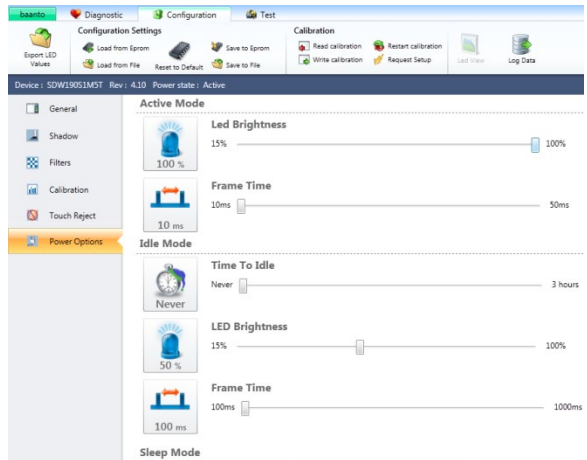 baanto Diagnostic Configuration Test
Configuration Settings Calibration
Export LED Values
Load from Eprom
Load from File
Reset to Default
Save to Eprom
Save to File
Read calibration
Write calibration
Restart calibration
Request Setup
Led View
Log Data
Device : SDW190S1M5T Rev : 4.10 Power state : Active
General
Shadow
Filters
Calibration
Touch Reject
Power Options
Active Mode
Led Brightness
100 %
15% 100%
Frame Time
10 ms
10ms 50ms
Idle Mode
Time To Idle
Never
Never 3 hours
LED Brightness
50 %
15% 100%
Frame Time
100 ms
100ms 1000ms
Sleep Mode